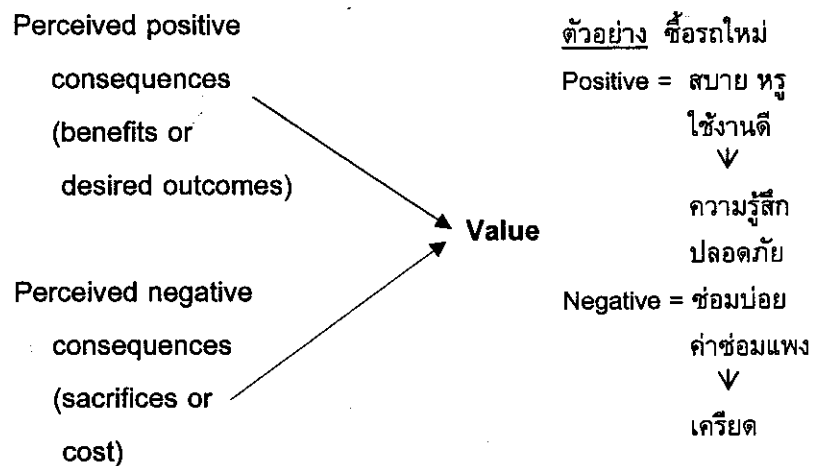 Perceived positive
consequences
(benefits or
desired outcomes)
Perceived negative
consequences
(sacrifices or
cost)
Value
ตัวอย่าง ซื้อรถใหม่
Positive = สบาย หรู
ใช้งานดี
ความรู้สึก
ปลอดภัย
Negative = ซ่อมบ่อย
ค่าซ่อมแพง
เครียด